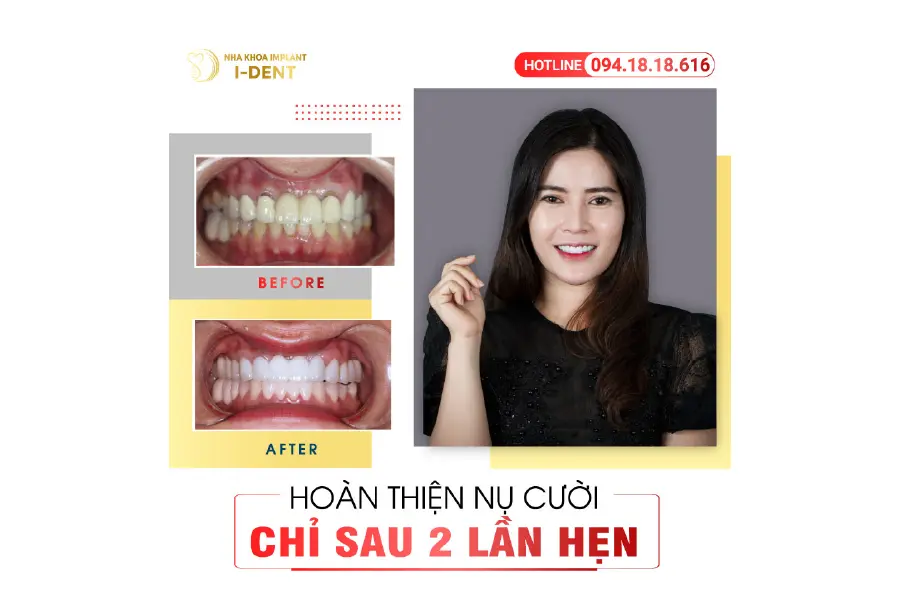 NHA KHOA IMPLANT
I-DENT
HOTLINE 094.18.18.616
BEFORE
AFTER
HOÀN THIỆN NỤ CƯỜI
CHỈ SAU 2 LẦN HẸN